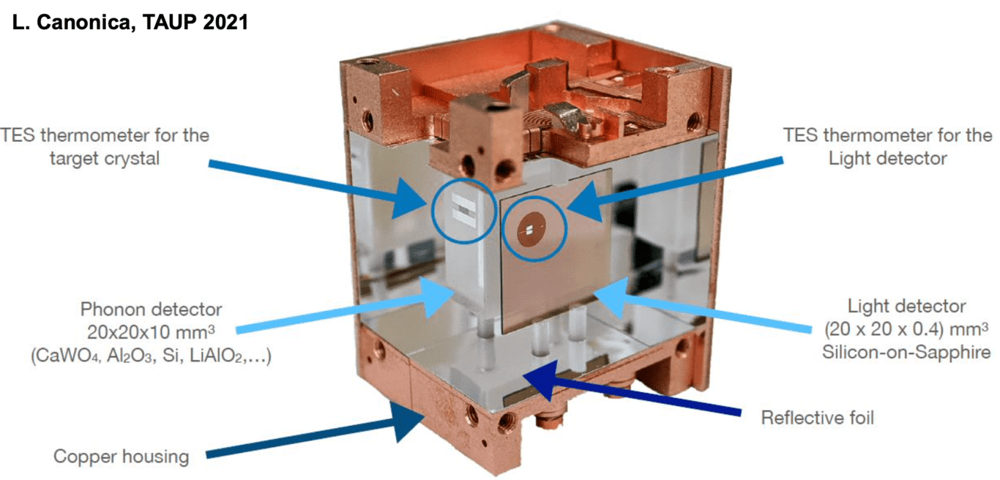 L. Canonica, TAUP 2021
TES thermometer for the
target crystal
TES thermometer for the
Light detector
Phonon detector
20x20x10 mm³
(CaWO₄, Al₂O₃, Si, LiAlO₂,…)
Light detector
(20 x 20 x 0.4) mm³
Silicon-on-Sapphire
Reflective foil
Copper housing